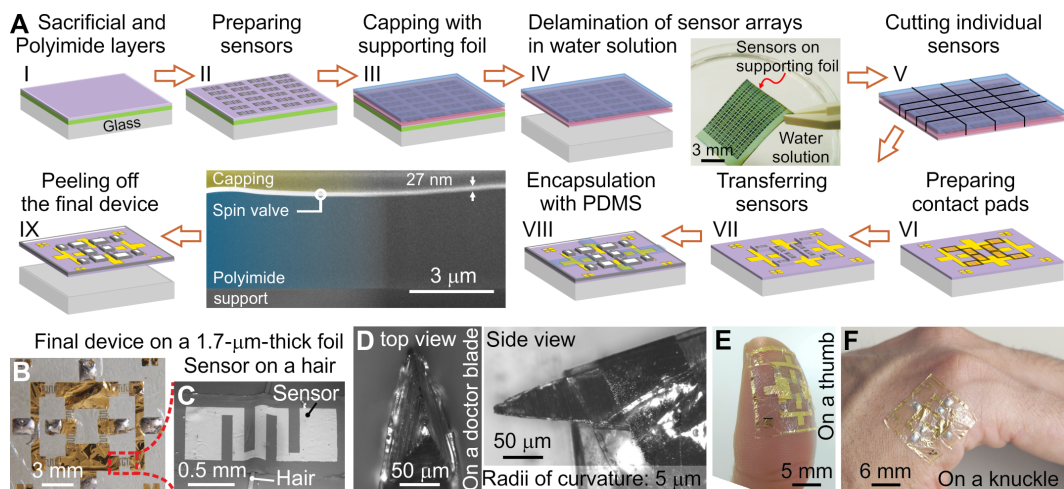 A
Sacrificial and
Polyimide layers
I
Glass
Preparing
sensors
II
Capping with
supporting foil
III
Delamination of sensor arrays
in water solution
IV
Sensors on
supporting foil
Water
solution
3 mm
Cutting individual
sensors
V
Preparing
contact pads
VI
Transferring
sensors
VII
Encapsulation
with PDMS
VIII
Capping
27 nm
Spin valve
Polyimide
support
3 μm
Peeling off
the final device
IX
Final device on a 1.7-μm-thick foil
B
3 mm
Sensor on a hair
C
Sensor
0.5 mm
Hair
D top view
50 μm
On a doctor blade
Side view
50 μm
Radii of curvature: 5 μm
E
On a thumb
5 mm
F
6 mm
On a knuckle